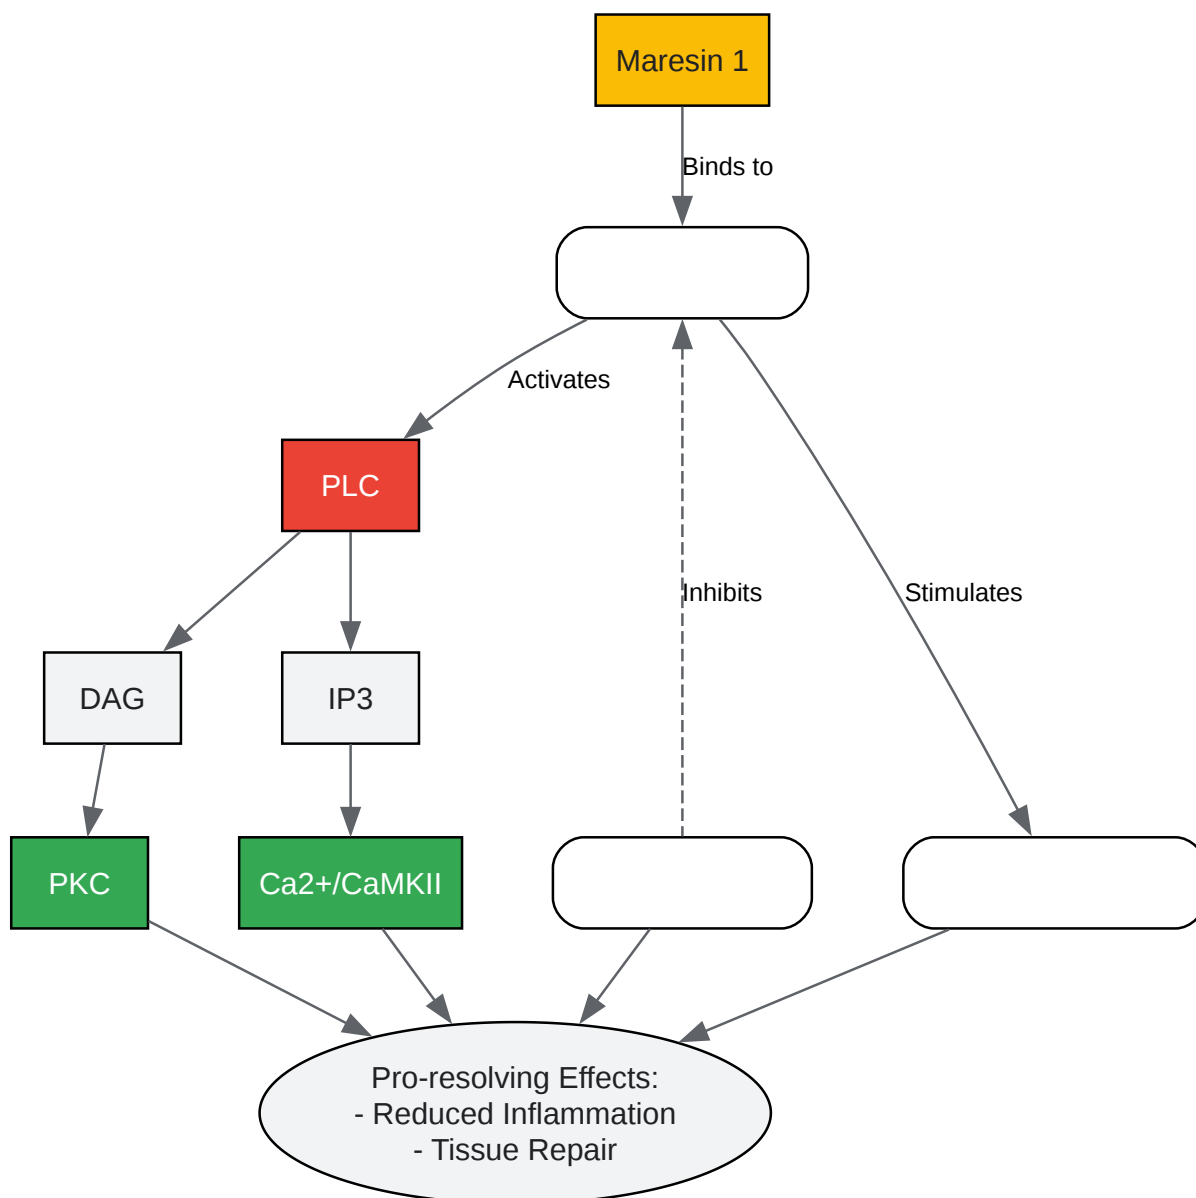 Maresin 1
Binds to
Activates
PLC
Inhibits
Stimulates
DAG
IP3
PKC
Ca2+/CaMKII
Pro-resolving Effects:
- Reduced Inflammation
- Tissue Repair